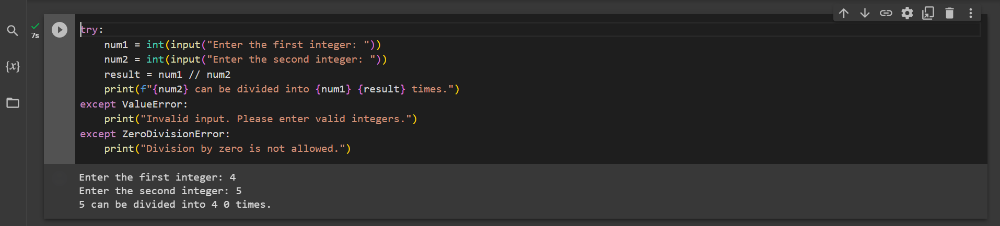 try:
    num1 = int(input("Enter the first integer: "))
    num2 = int(input("Enter the second integer: "))
    result = num1 // num2
    print(f"{num2} can be divided into {num1} {result} times.")
except ValueError:
    print("Invalid input. Please enter valid integers.")
except ZeroDivisionError:
    print("Division by zero is not allowed.")
7s
{x}
Enter the first integer: 4
Enter the second integer: 5
5 can be divided into 4 0 times.